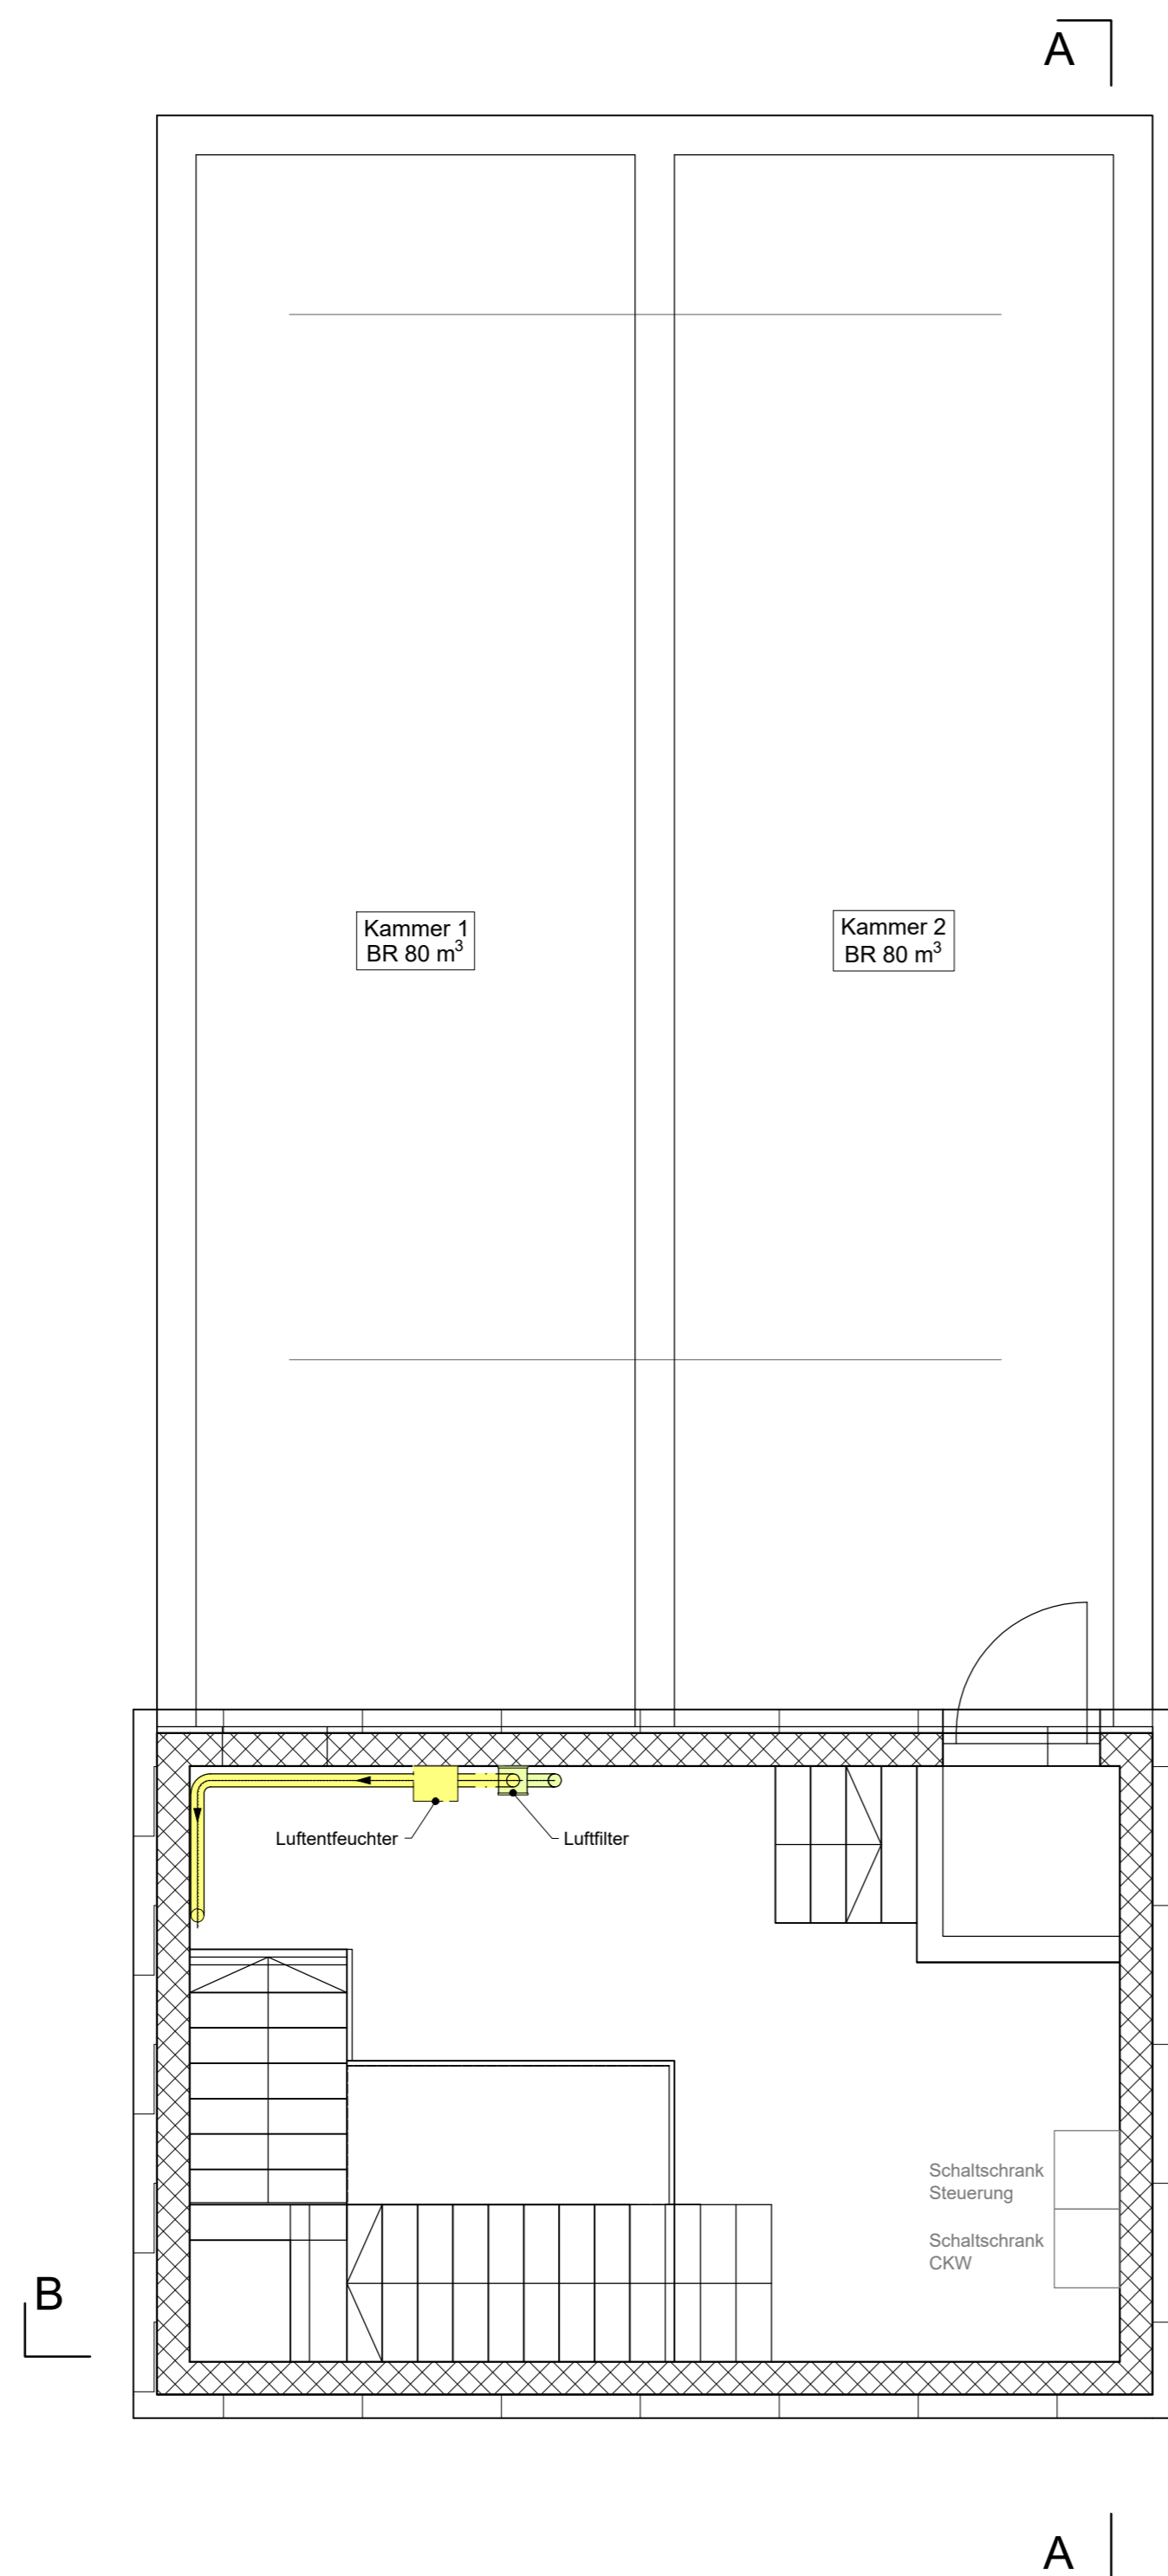 A
Kammer 1
BR 80 m³
Kammer 2
BR 80 m³
Luftentfeuchter
Luftfilter
Schaltschrank
Steuerung
Schaltschrank
CKW
B
A